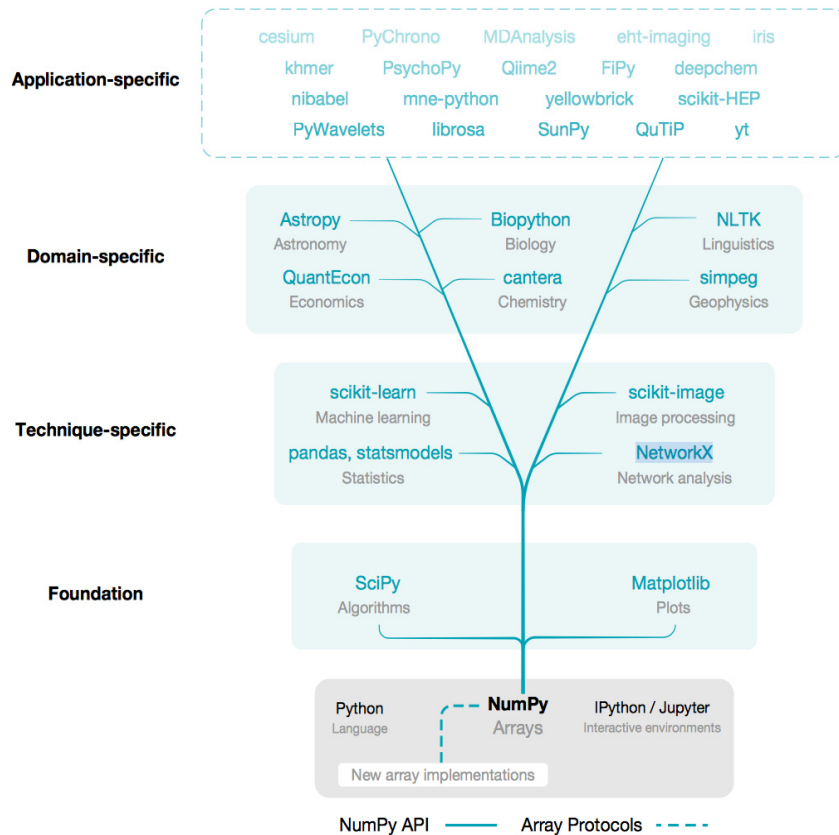 cesium PyChrono MDAnalysis eht-imaging iris
Application-specific
khmer PsychoPy Qiime2 FiPy deepchem
nibabel mne-python yellowbrick scikit-HEP
PyWavelets librosa SunPy QuTiP yt
Astropy Biopython NLTK
Astronomy Biology Linguistics
Domain-specific
QuantEcon cantera simpeg
Economics Chemistry Geophysics
scikit-learn scikit-image
Machine learning Image processing
Technique-specific
pandas, statsmodels NetworkX
Statistics Network analysis
SciPy Matplotlib
Foundation
Algorithms Plots
Python NumPy IPython / Jupyter
Language Arrays Interactive environments
New array implementations
NumPy API Array Protocols